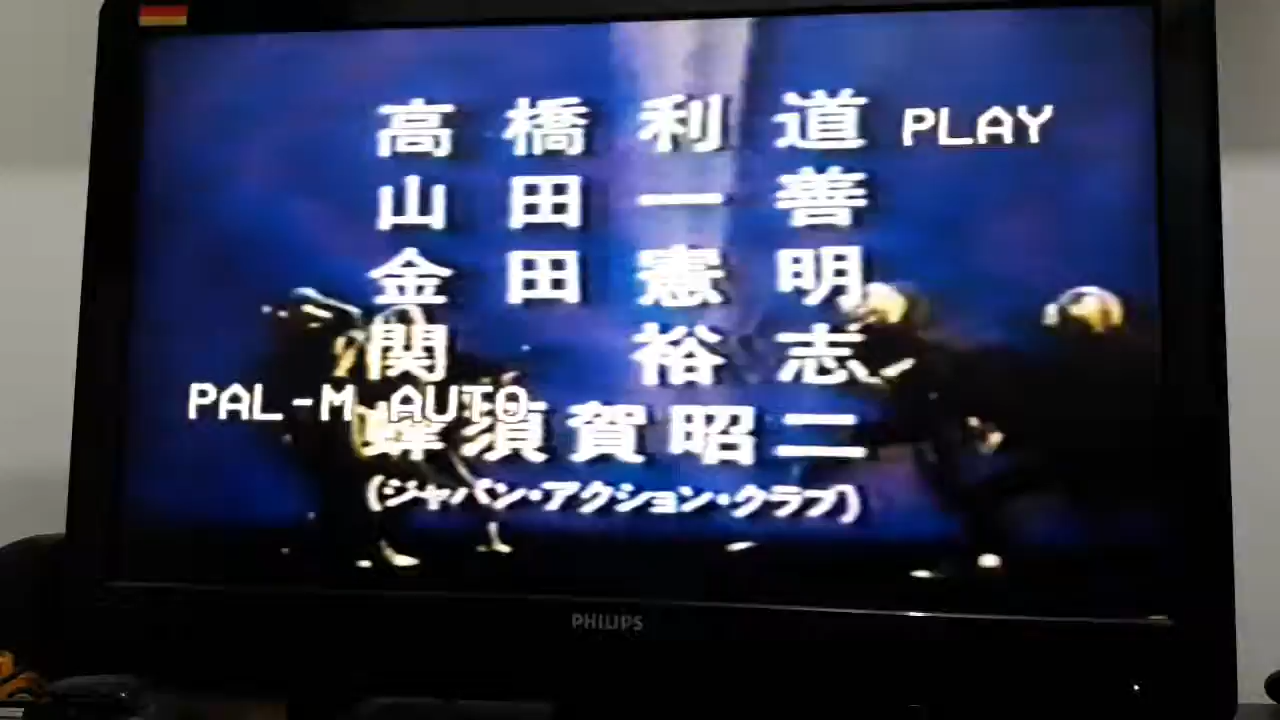 高橋利道 PLAY
山田一善
金田憲明
関 裕志
PAL-M AUTO
蜂須賀昭二
(ジャパン・アクション・クラブ)
PHILIPS